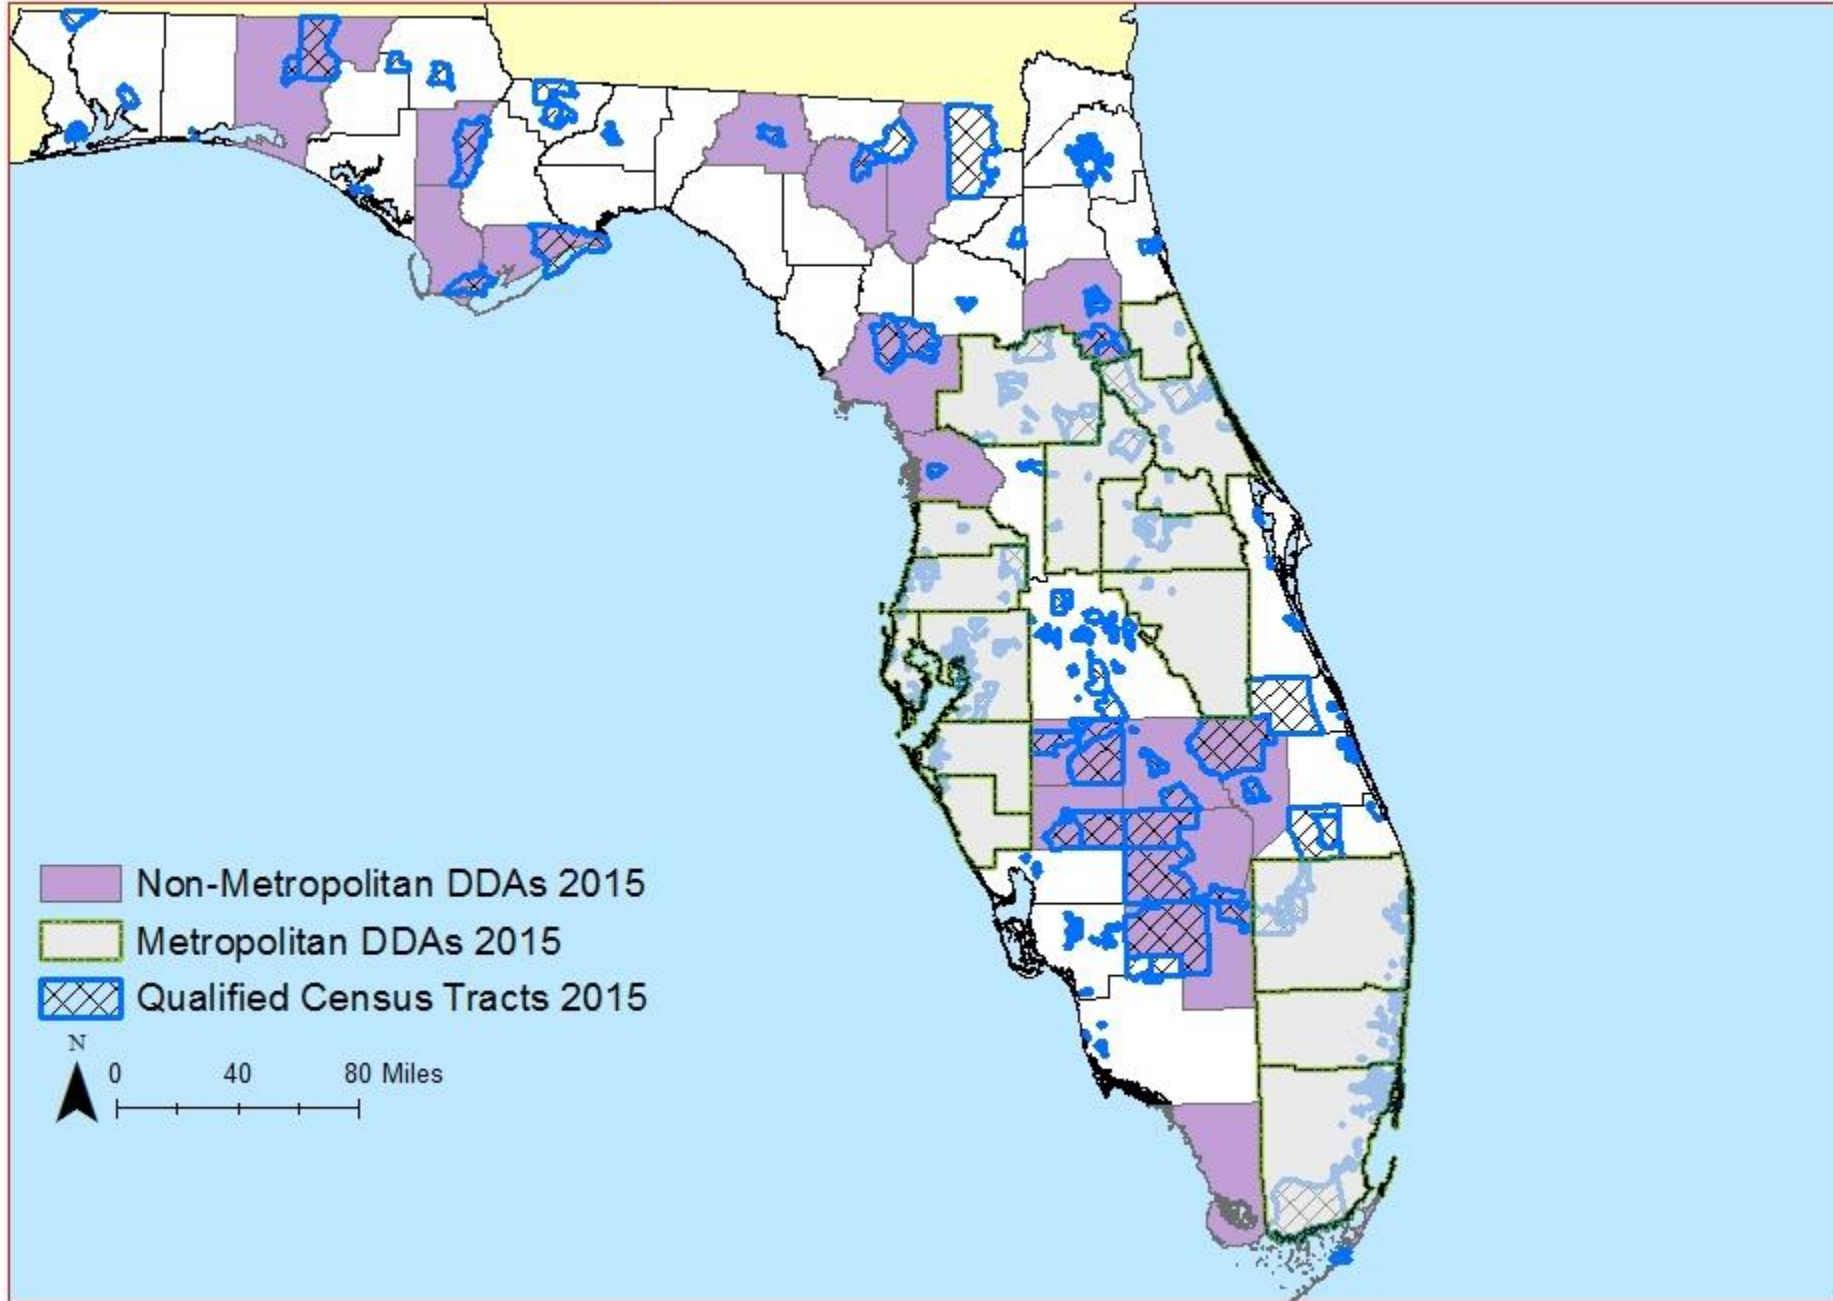 Non-Metropolitan DDAs 2015
Metropolitan DDAs 2015
Qualified Census Tracts 2015
N
0 40 80 Miles